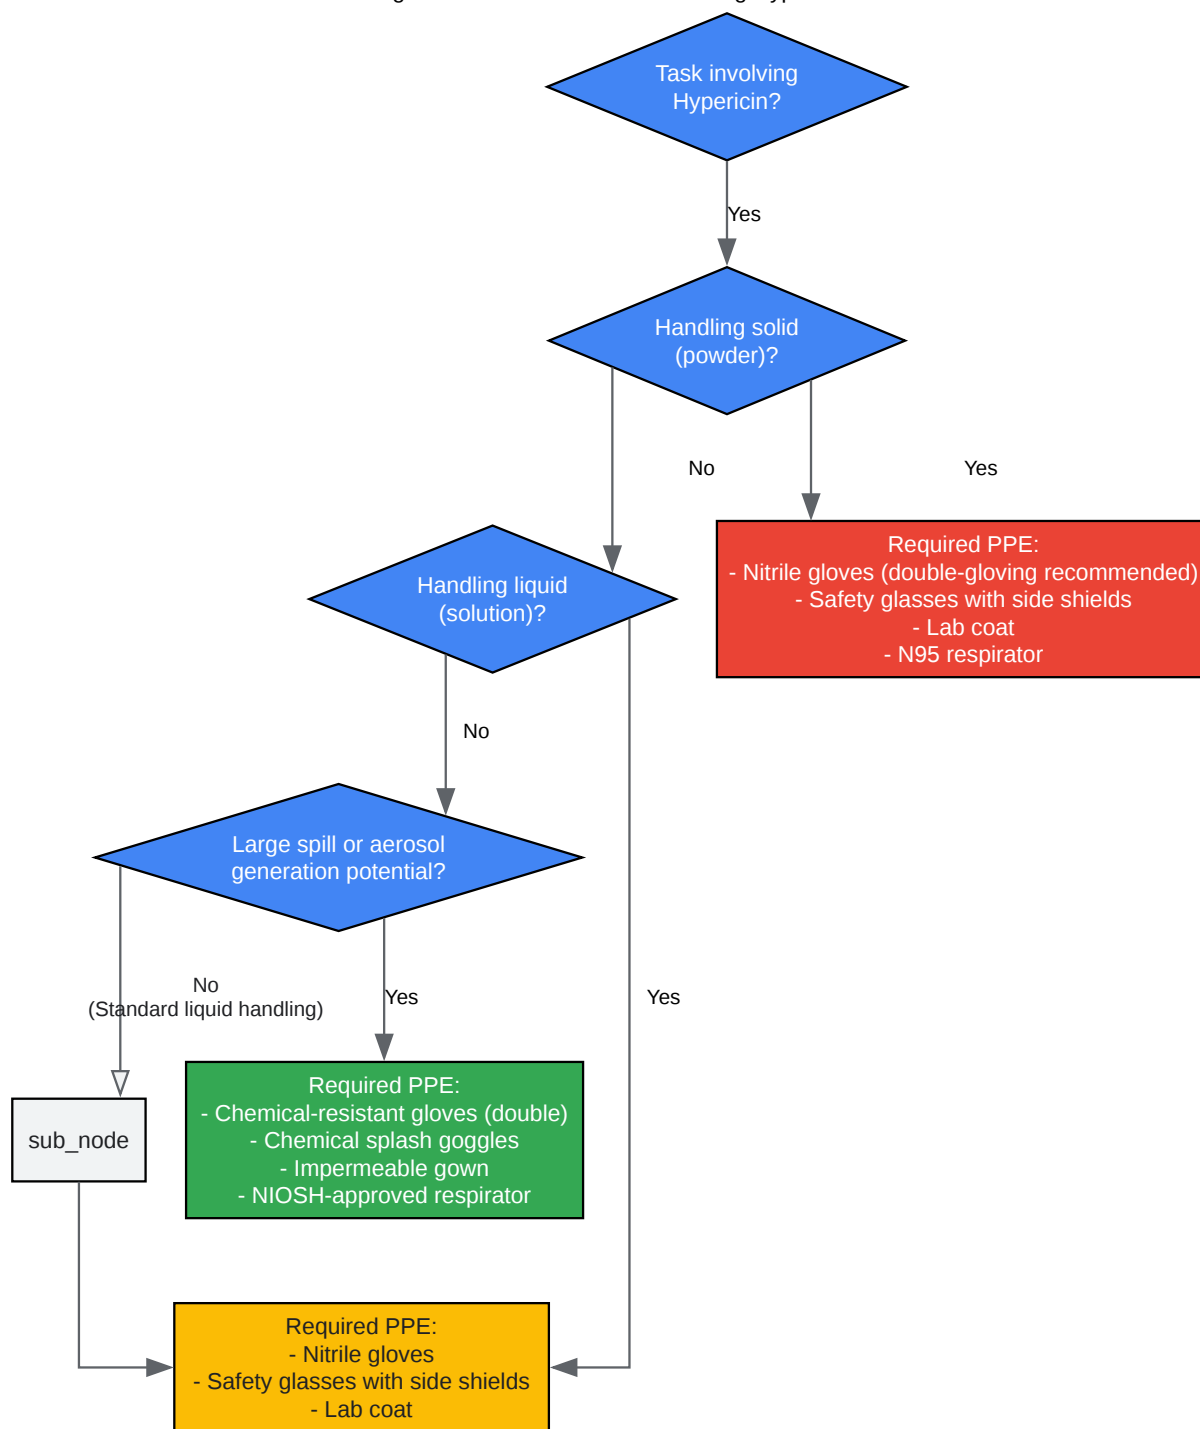 Task involving
Hypericin?
Yes
Handling solid
(powder)?
No
Yes
Required PPE:
- Nitrile gloves (double-gloving recommended)
- Safety glasses with side shields
- Lab coat
- N95 respirator
Handling liquid
(solution)?
No
Large spill or aerosol
generation potential?
No
(Standard liquid handling)
Yes
Yes
Required PPE:
- Chemical-resistant gloves (double)
- Chemical splash goggles
- Impermeable gown
- NIOSH-approved respirator
sub_node
Required PPE:
- Nitrile gloves
- Safety glasses with side shields
- Lab coat